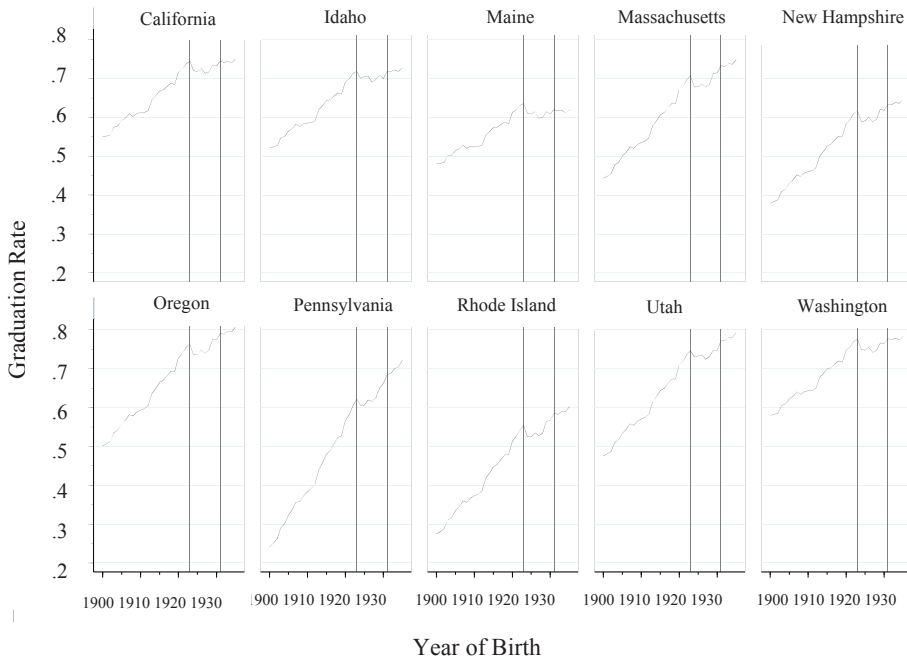 California Idaho Maine Massachusetts New Hampshire
.8
.7
.6
.5
.4
.3
.2
Oregon Pennsylvania Rhode Island Utah Washington
.8
.7
.6
.5
.4
.3
.2
Graduation Rate
1900 1910 1920 1930 1900 1910 1920 1930 1900 1910 1920 1930 1900 1910 1920 1930 1900 1910 1920 1930
Year of Birth